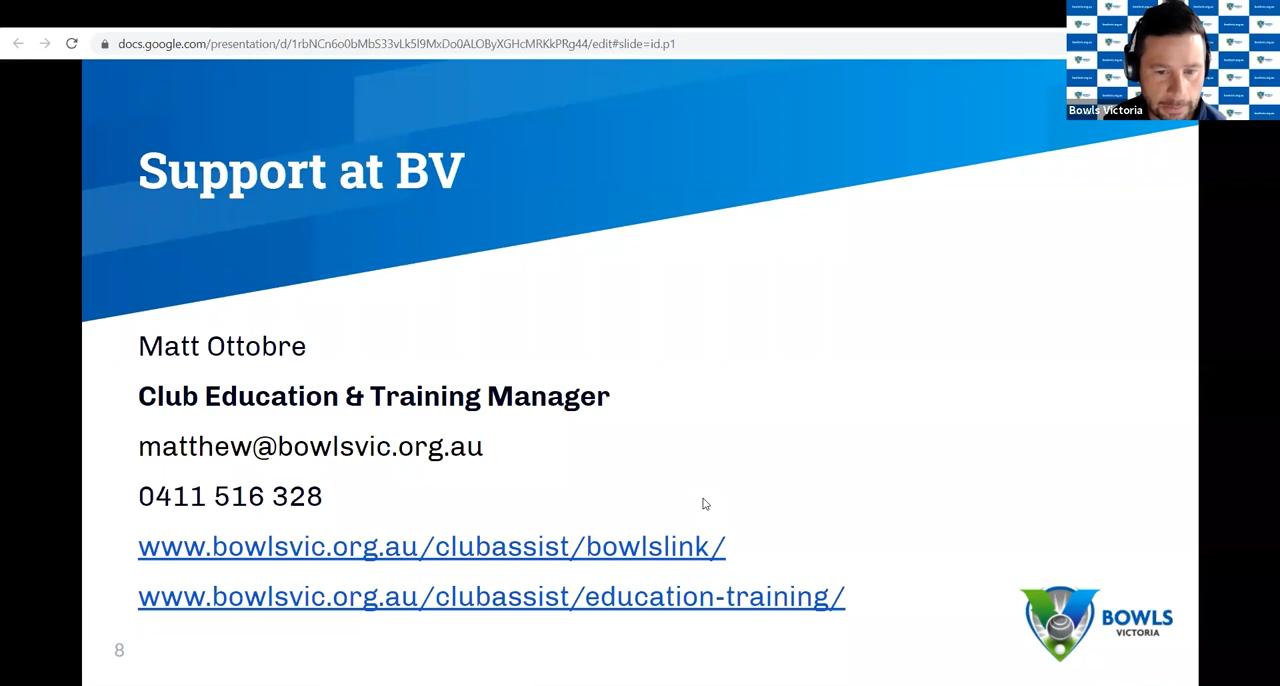 docs.google.com/presentation/d/1rbNCn6o0bMbS33vLk5l9MxDo0ALOByXGHcMRKkPRg44/edit#slide=id.p1
Bowls Victoria
Support at BV
Matt Ottobre
Club Education & Training Manager
matthew@bowlsvic.org.au
0411 516 328
www.bowlsvic.org.au/clubassist/bowlslink/
www.bowlsvic.org.au/clubassist/education-training/
BOWLS
VICTORIA
8